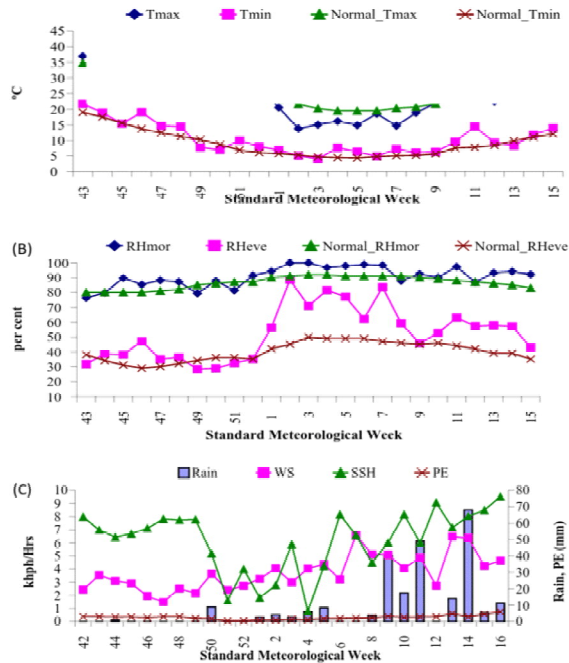 Tmax Tmin Normal_Tmax Normal_Tmin
45
40
35
30
25
20
15
10
5
0
°C
43 45 47 49 51 1 3 5 7 9 11 13 15
Standard Meteorological Week
(B)
RHmor RHeve Normal_RHmor Normal_RHeve
100
90
80
70
60
50
40
30
20
10
per cent
43 45 47 49 51 1 3 5 7 9 11 13 15
Standard Meteorological Week
(C)
Rain WS SSH PE
10
9
8
7
6
5
4
3
2
1
0
khph/Hrs
80
70
60
50
40
30
20
10
0
Rain, PE (mm)
42 44 46 48 50 52 2 4 6 8 10 12 14 16
Standard Meteorological Week